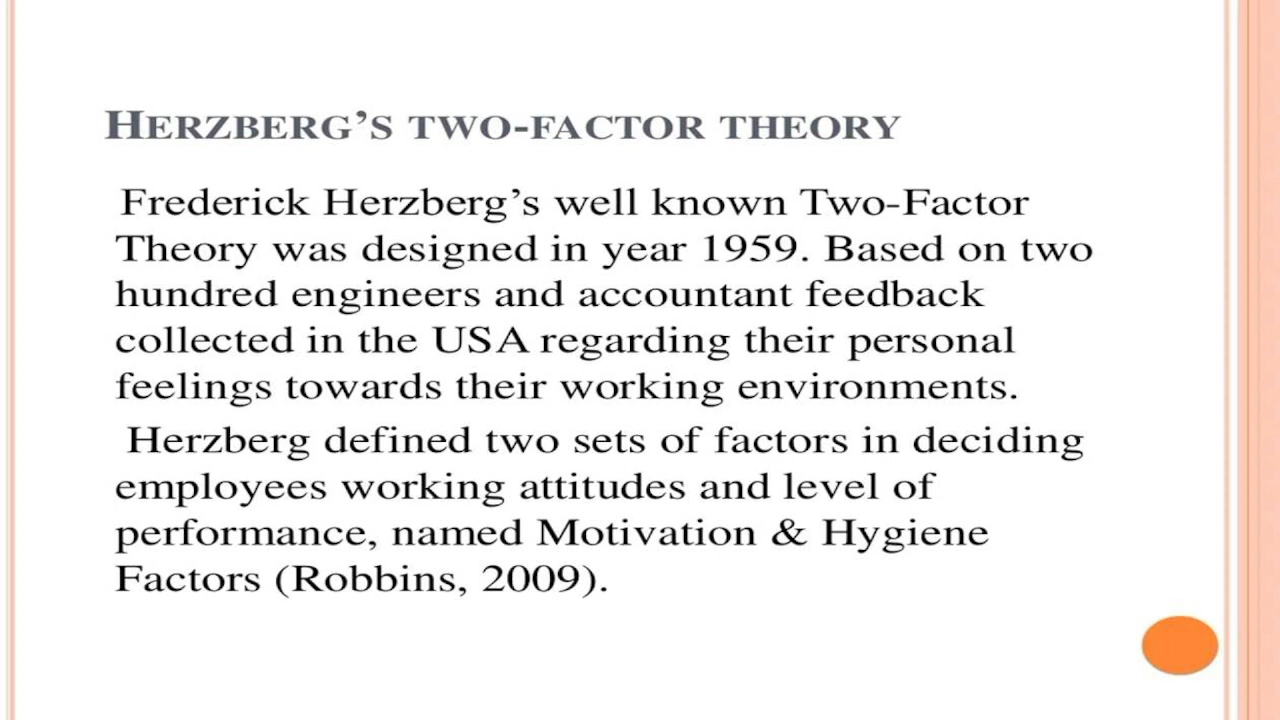 HERZBERG'S TWO-FACTOR THEORY
Frederick Herzberg's well known Two-Factor
Theory was designed in year 1959. Based on two
hundred engineers and accountant feedback
collected in the USA regarding their personal
feelings towards their working environments.
Herzberg defined two sets of factors in deciding
employees working attitudes and level of
performance, named Motivation & Hygiene
Factors (Robbins, 2009).